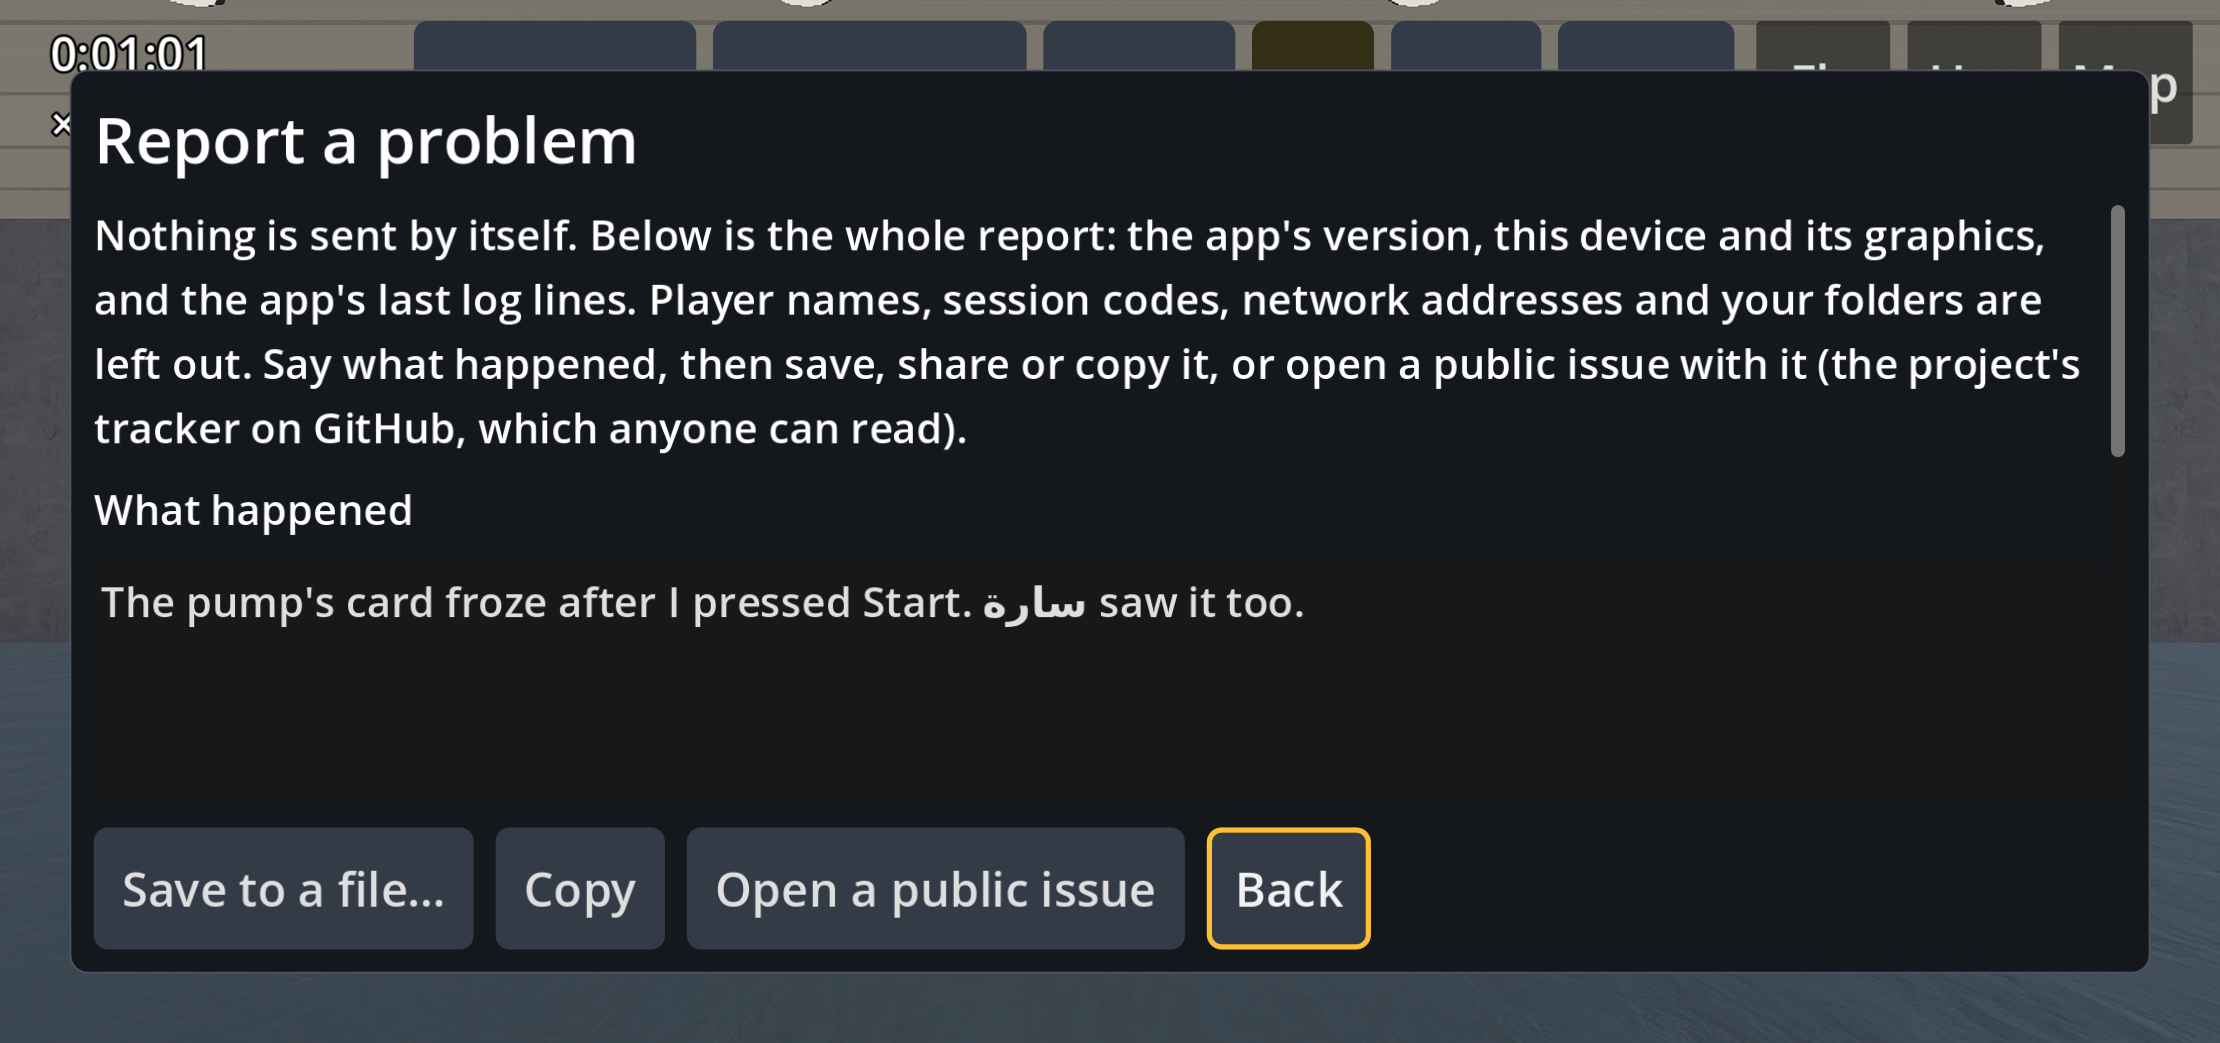 0:01:01
×
Report a problem
Nothing is sent by itself. Below is the whole report: the app's version, this device and its graphics,
and the app's last log lines. Player names, session codes, network addresses and your folders are
left out. Say what happened, then save, share or copy it, or open a public issue with it (the project's
tracker on GitHub, which anyone can read).
What happened
The pump's card froze after I pressed Start. سارة saw it too.
Save to a file...
Copy
Open a public issue
Back